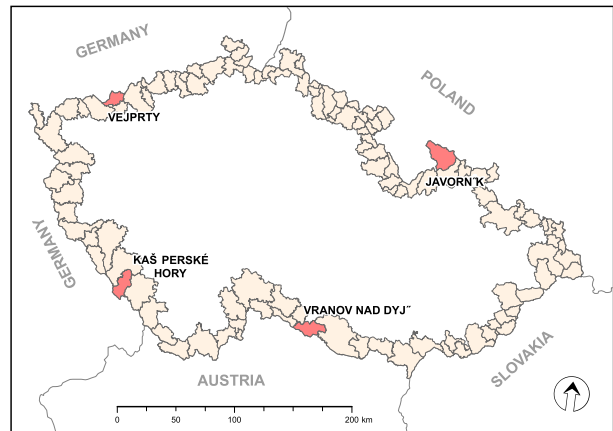 GERMANY
POLAND
VEJPRTY
JAVORN˝K
GERMANY
KAŠ PERSKÉ
HORY
VRANOV NAD DYJ˝
SLOVAKIA
AUSTRIA
0 50 100 200 km